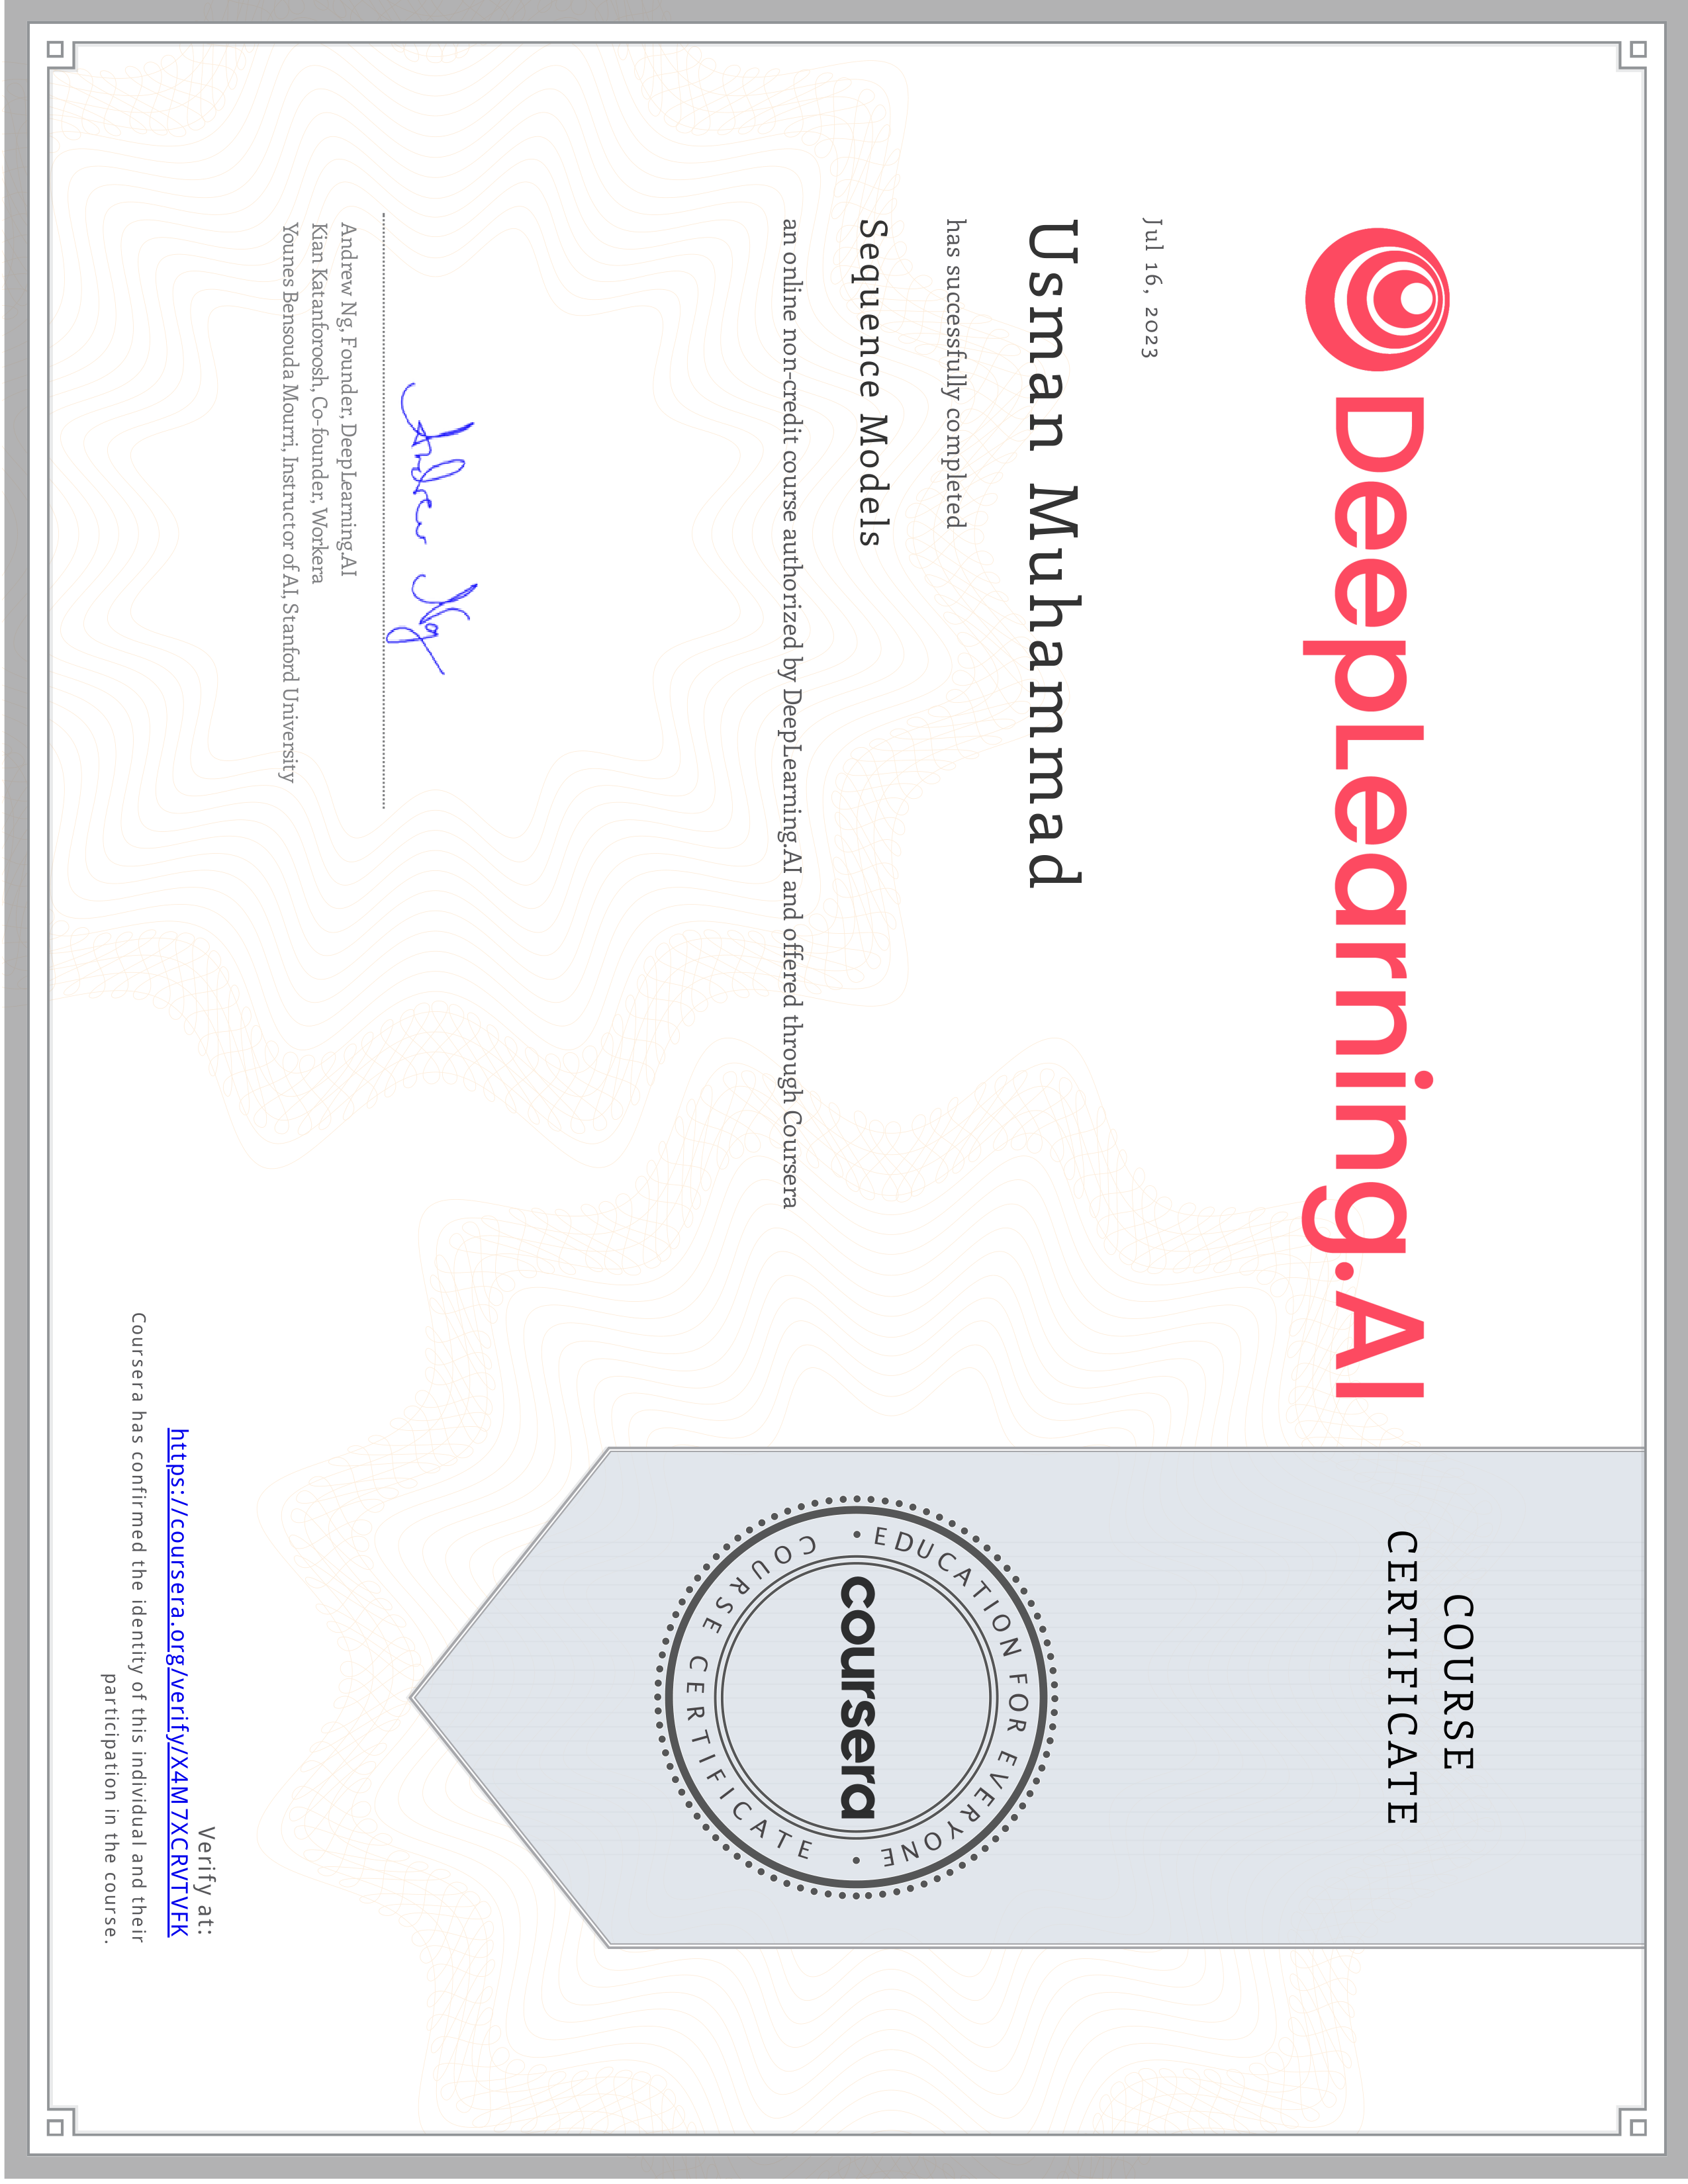 DeepLearning.AI
Jul 16, 2023
Usman Muhammad
has successfully completed
Sequence Models
an online non-credit course authorized by DeepLearning.AI and offered through Coursera
Andrew Ng
Andrew Ng, Founder, DeepLearning.AI
Kian Katanforoosh, Co-founder, Workera
Younes Bensouda Mourri, Instructor of AI, Stanford University
COURSE
CERTIFICATE
EDUCATION FOR EVERYONE
coursera
COURSE CERTIFICATE
Verify at:
https://coursera.org/verify/X4M7XCRVTVFK
Coursera has confirmed the identity of this individual and their
participation in the course.